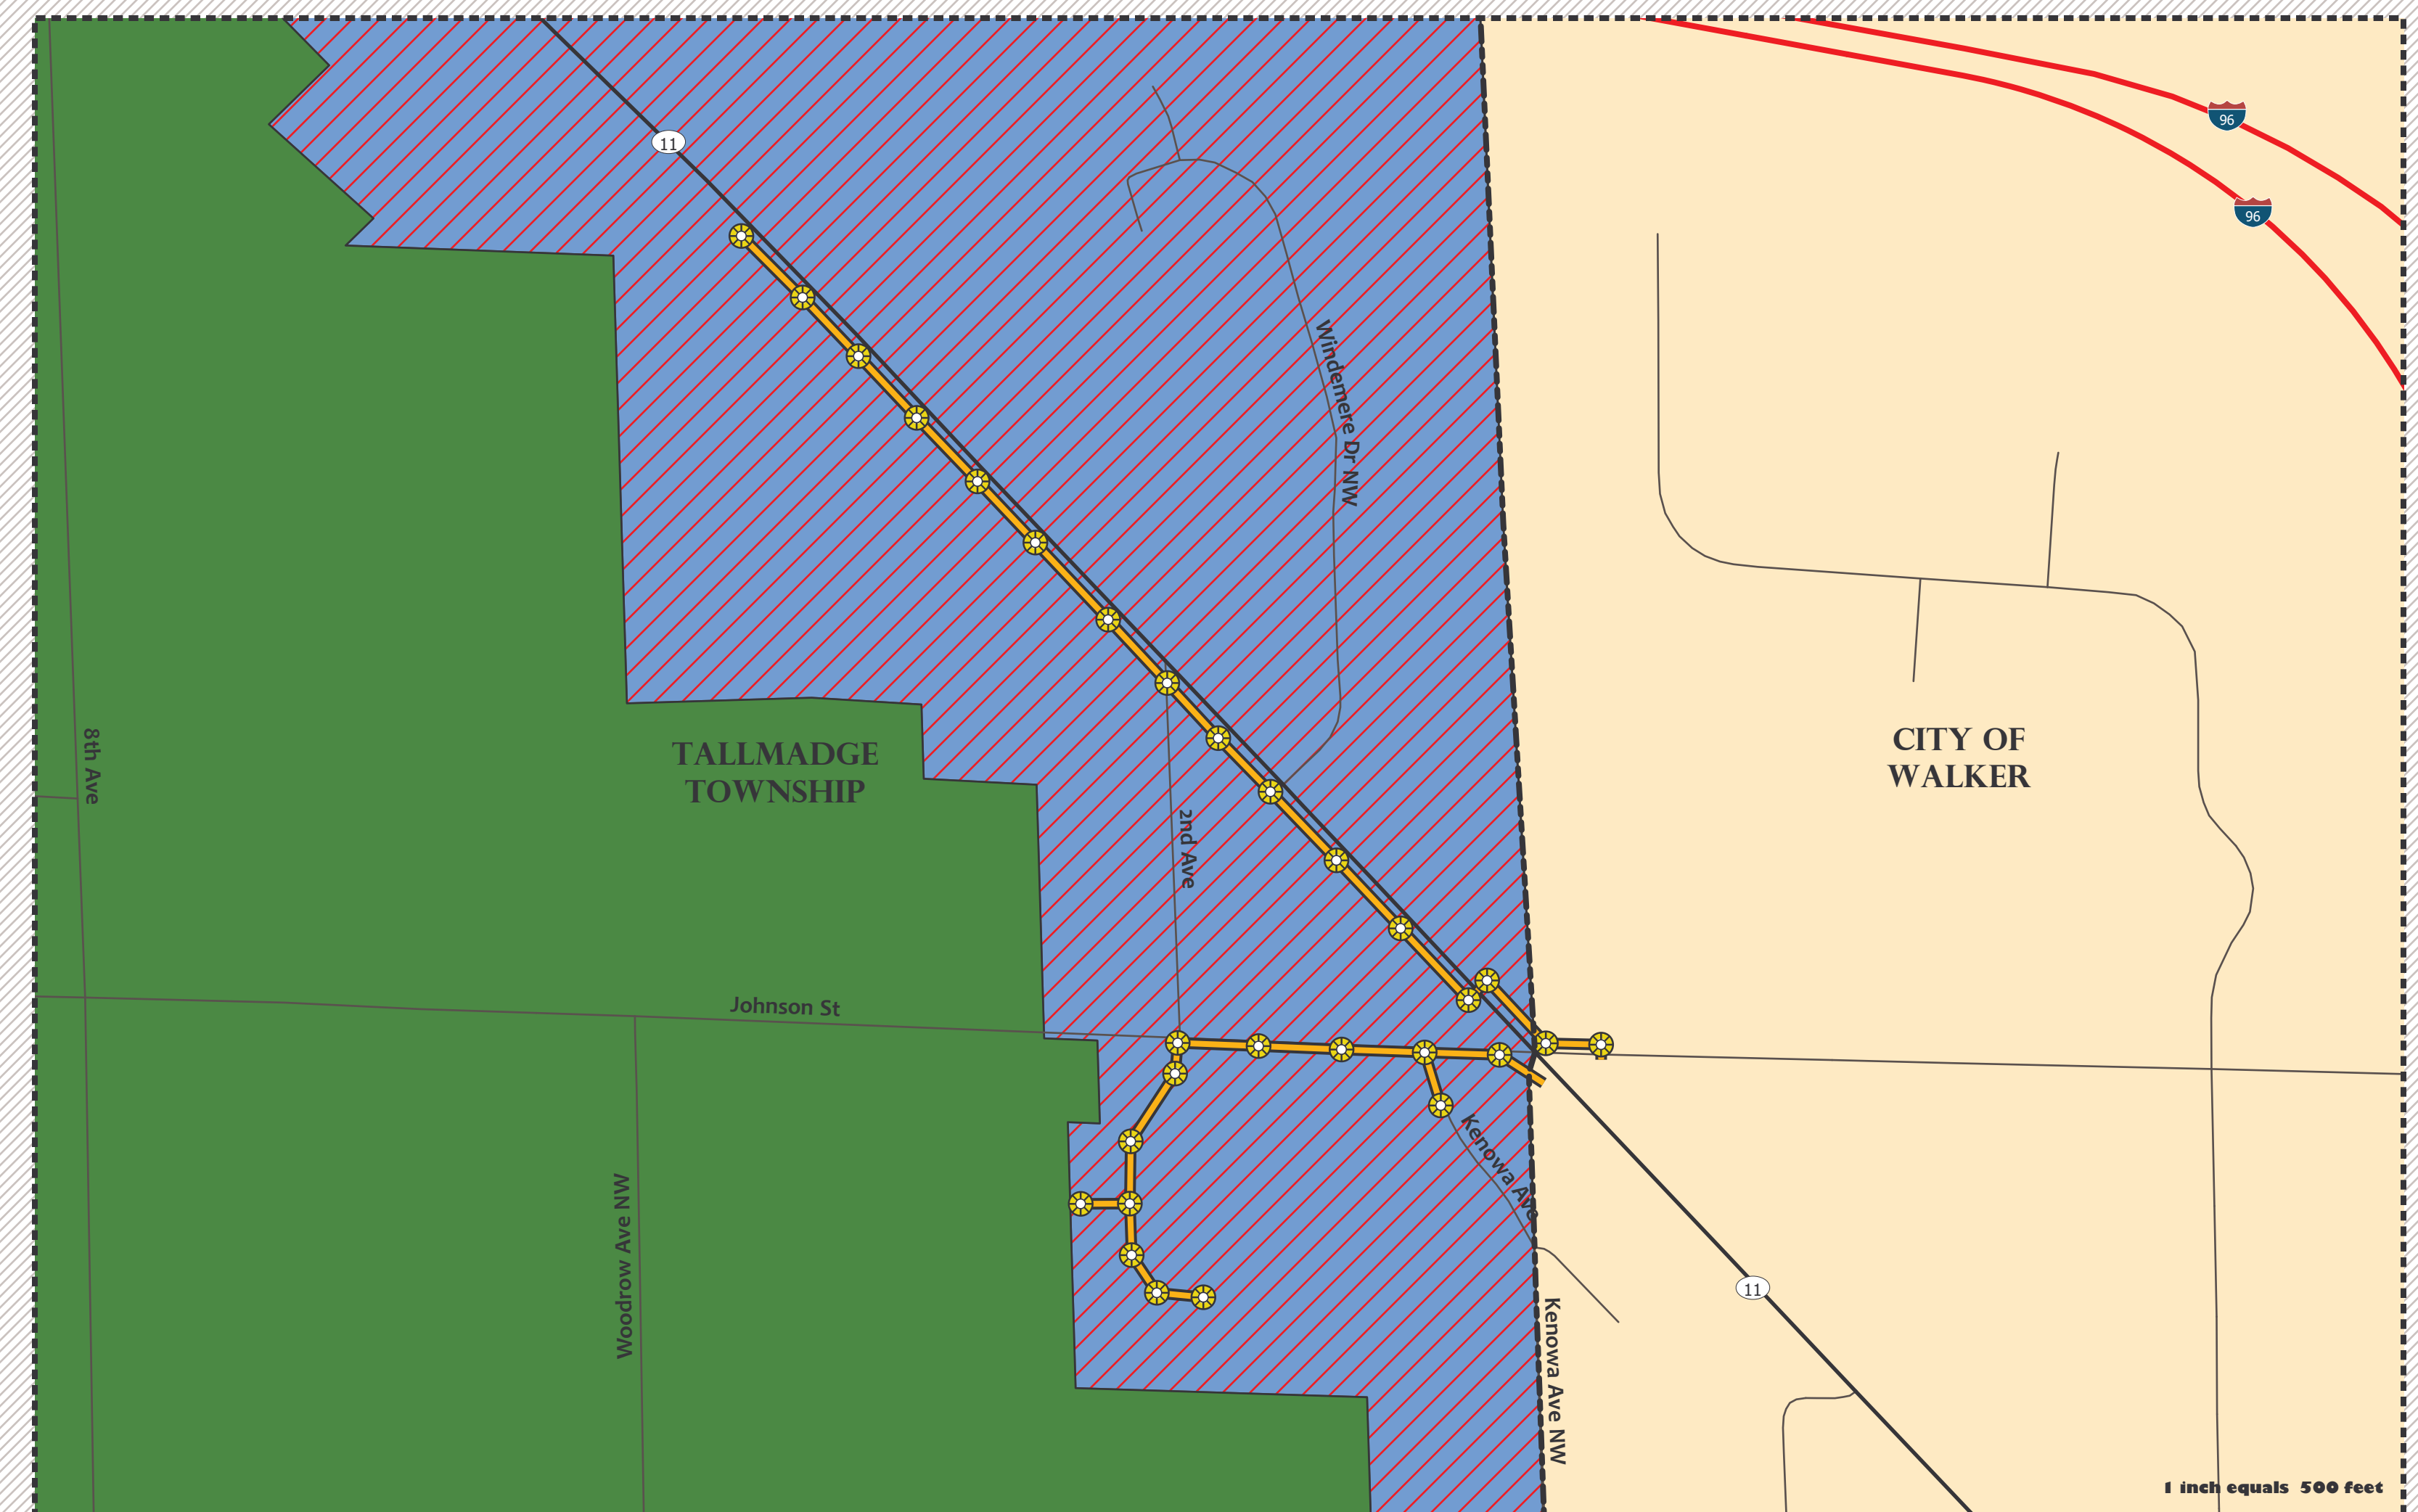 96
11
96
Windemere Dr NW
8th Ave
TALLMADGE
TOWNSHIP
CITY OF
WALKER
2nd Ave
Johnson St
Kenowa Ave
Woodrow Ave NW
11
Kenowa Ave NW
1 inch equals 500 feet